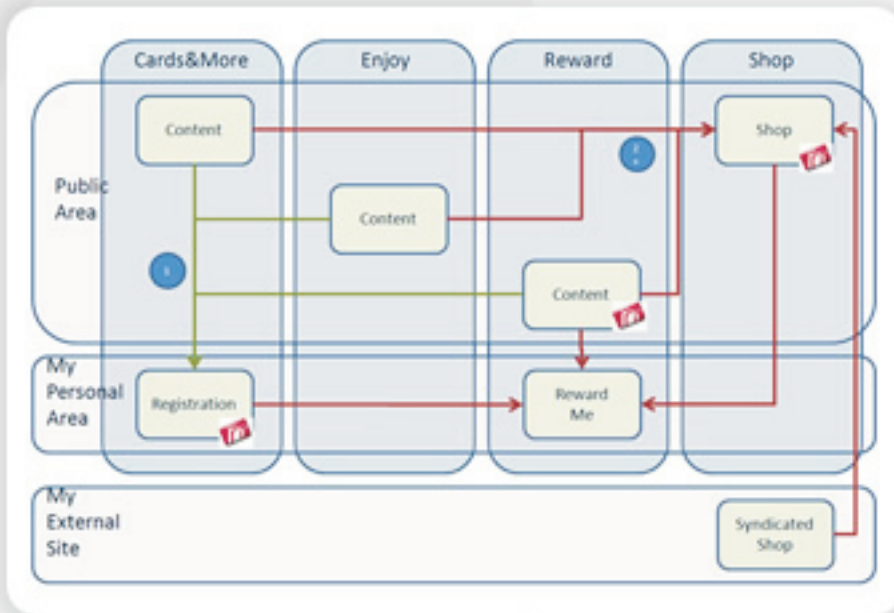 Cards&More
Enjoy
Reward
Shop
Content
Shop
Public
Area
Content
Content
My
Personal
Area
Registration
Reward
Me
My
External
Site
Syndicated
Shop